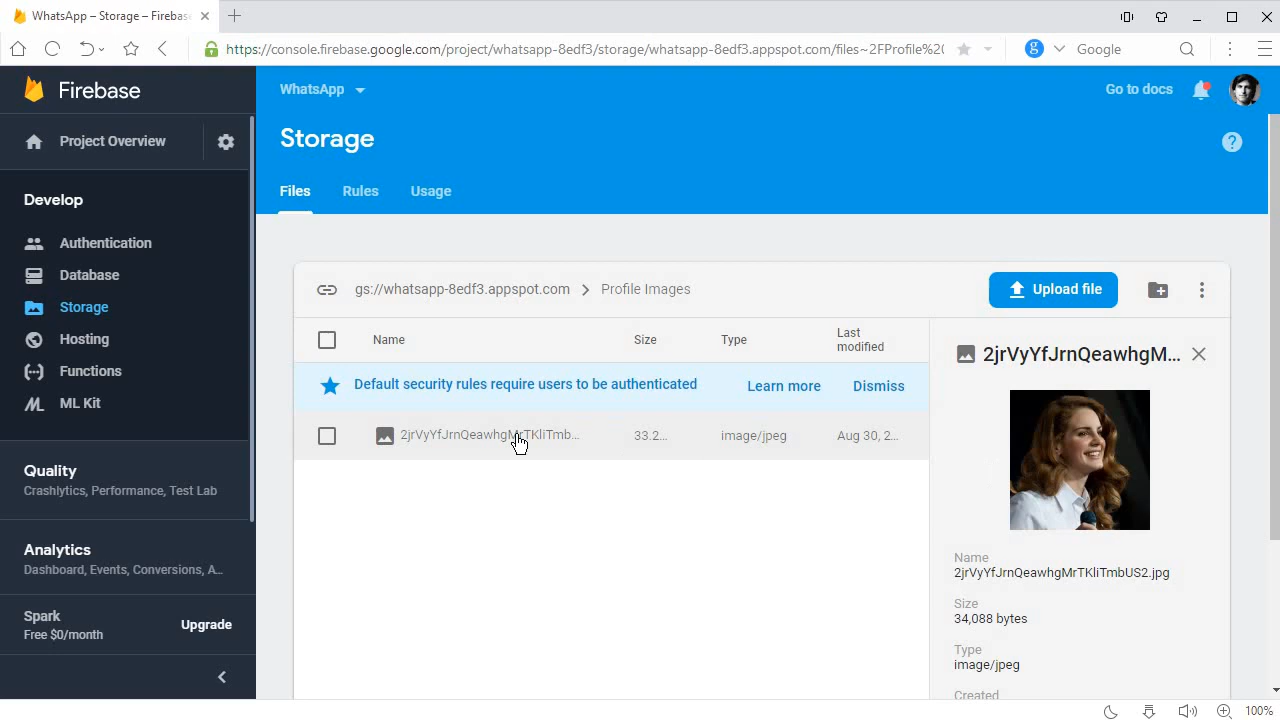 WhatsApp – Storage – Fireba
https://console.firebase.google.com/project/whatsapp-8edf3/storage/whatsapp-8edf3.appspot.com/files~2FProfile%20
Google
Firebase
WhatsApp
Go to docs
Project Overview
Storage
Files Rules Usage
Develop
Authentication
Database
Storage
Hosting
Functions
ML Kit
Quality
Crashlytics, Performance, Test Lab
Analytics
Dashboard, Events, Conversions, A...
Spark
Free $0/month
Upgrade
gs://whatsapp-8edf3.appspot.com > Profile Images
Upload file
Name Size Type Last modified
Default security rules require users to be authenticated Learn more Dismiss
2jrVyYfJrnQeawhgMrTKliTmb... 33.2... image/jpeg Aug 30, 2...
2jrVyYfJrnQeawhgM...
Name
2jrVyYfJrnQeawhgMrTKliTmbUS2.jpg
Size
34,088 bytes
Type
image/jpeg
Created
100%